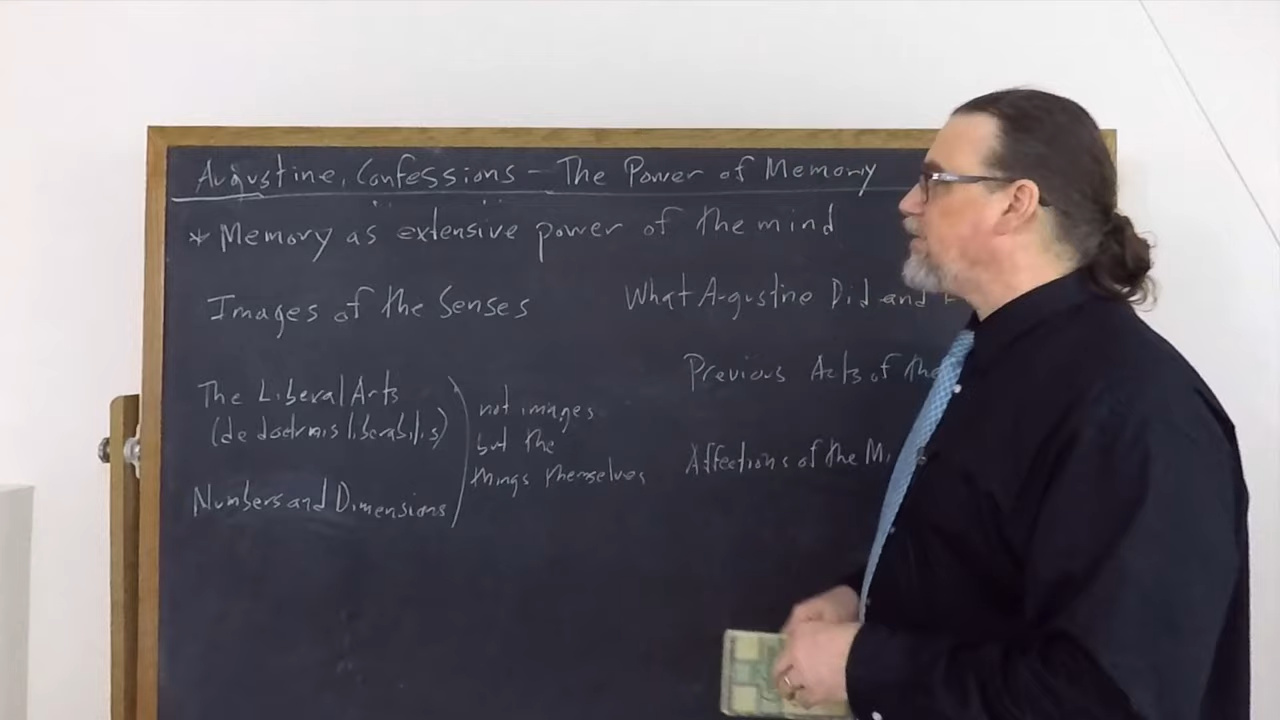 Augustine, Confessions - The Power of Memory
* Memory as extensive power of the mind
Images of the Senses
What Augustine Did and
The Liberal Arts
(de doctrinis liberabilis)
Numbers and Dimensions
not images
but the
things themselves
Previous Acts of the
Affections of the